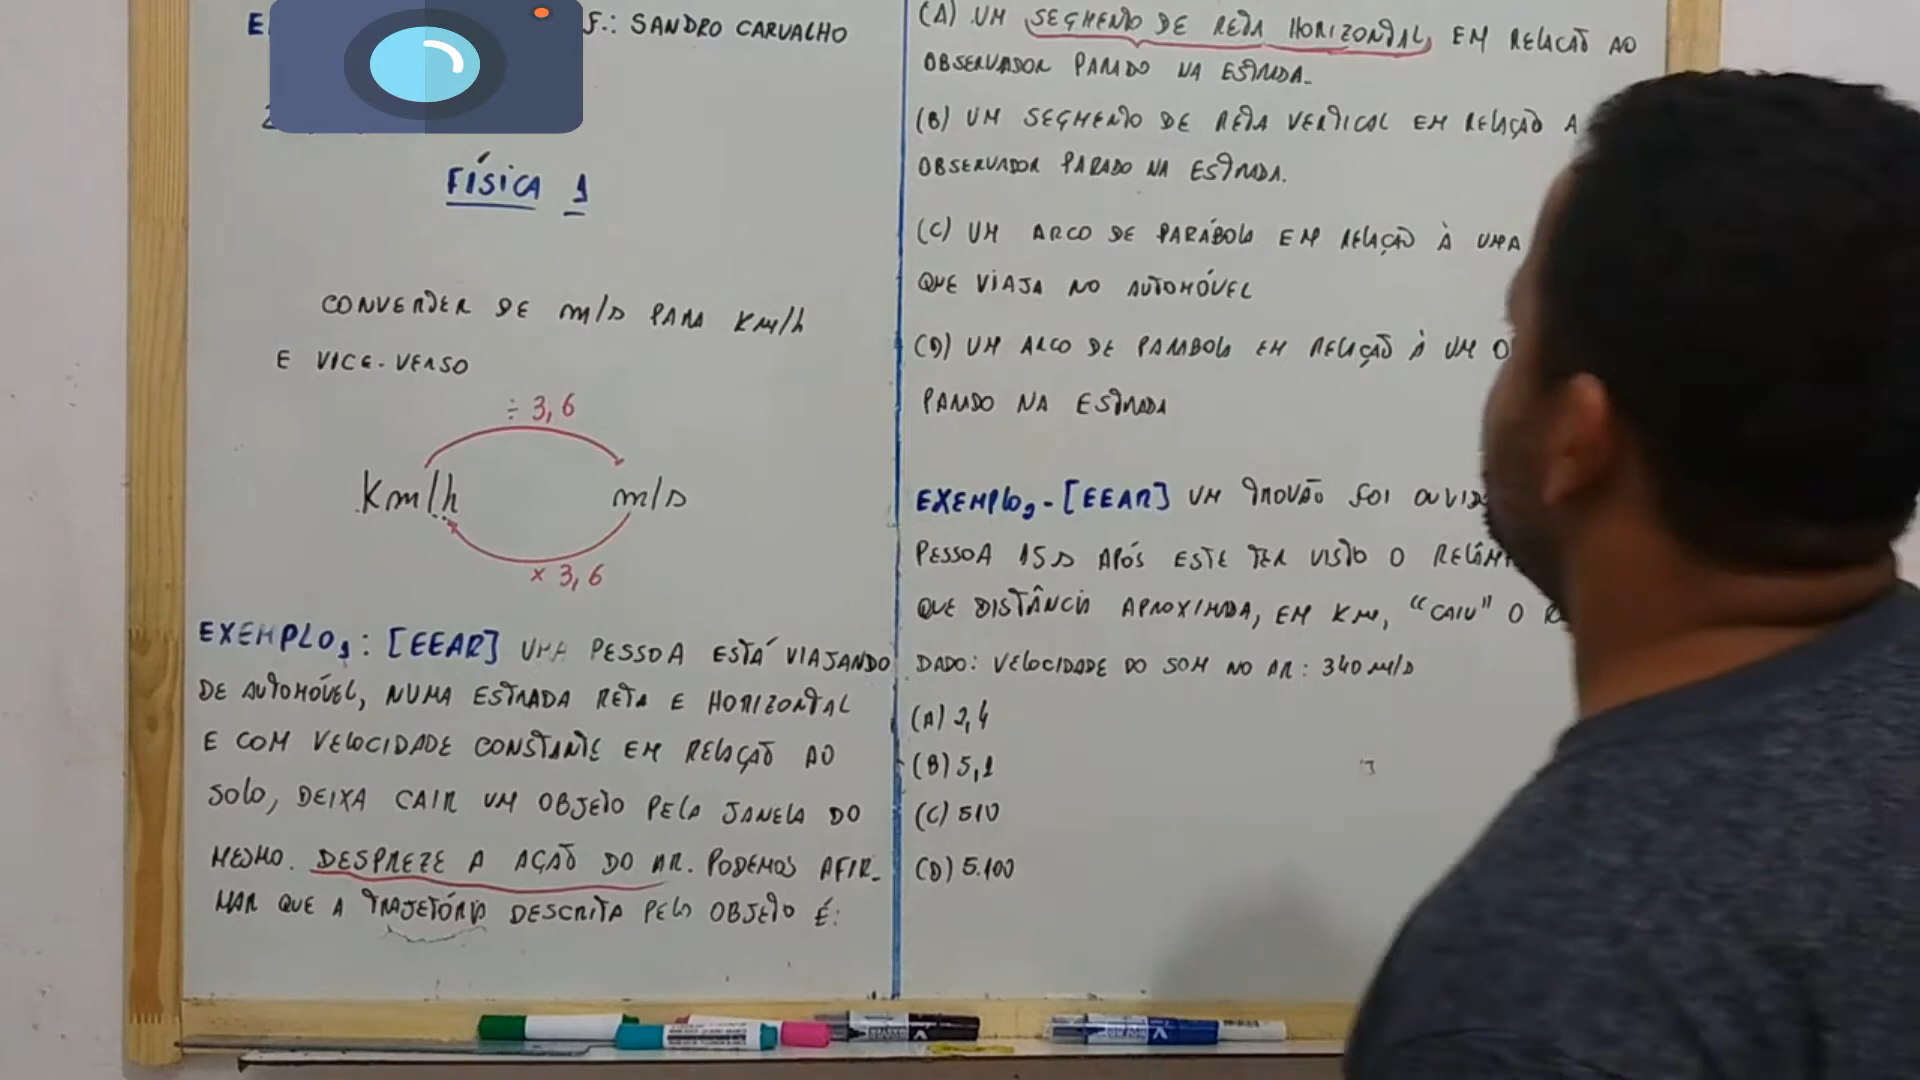 F.: SANDRO CARVALHO
FÍSICA 1
CONVERTER DE m/s PARA KM/h
E VICE-VERSO
÷ 3,6
Km/h m/s
× 3,6
EXEMPLO1: [EEAR] UMA PESSOA ESTÁ VIAJANDO
DE AUTOMÓVEL, NUMA ESTRADA RETA E HORIZONTAL
E COM VELOCIDADE CONSTANTE EM RELAÇÃO AO
SOLO, DEIXA CAIR UM OBJETO PELA JANELA DO
MESMO. DESPREZE A AÇÃO DO AR. PODEMOS AFIR-
MAR QUE A TRAJETÓRIA DESCRITA PELO OBJETO É:
(A) UM SEGMENTO DE RETA HORIZONTAL, EM RELAÇÃO AO
OBSERVADOR PARADO NA ESTRADA.
(B) UM SEGMENTO DE RETA VERTICAL EM RELAÇÃO A
OBSERVADOR PARADO NA ESTRADA.
(C) UM ARCO DE PARÁBOLA EM RELAÇÃO À UMA
QUE VIAJA NO AUTOMÓVEL
(D) UM ARCO DE PARABOLA EM RELAÇÃO À UM O
PARADO NA ESTRADA
EXEMPLO2 - [EEAR] UM TROVÃO FOI
PESSOA 15s APÓS ESTE TER VISTO O
QUE DISTÂNCIA APROXIMADA, EM KM, "CAIU" O
DADO: VELOCIDADE DO SOM NO AR: 340 m/s
(A) 2,4
(B) 5,1
(C) 510
(D) 5.100